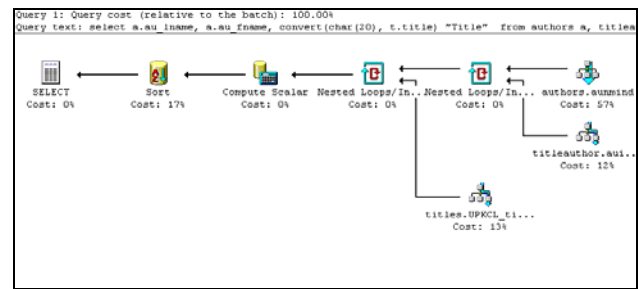 Query 1: Query cost (relative to the batch): 100.00%
Query text: select a.au_lname, a.au_fname, convert(char(20), t.title) "Title" from authors a, titlea
SELECT
Cost: 0%
Sort
Cost: 17%
Compute Scalar
Cost: 0%
Nested Loops/In...
Cost: 0%
Nested Loops/In...
Cost: 0%
authors.aunmind
Cost: 57%
titleauthor.aui..
Cost: 12%
titles.UPKCL_ti...
Cost: 13%